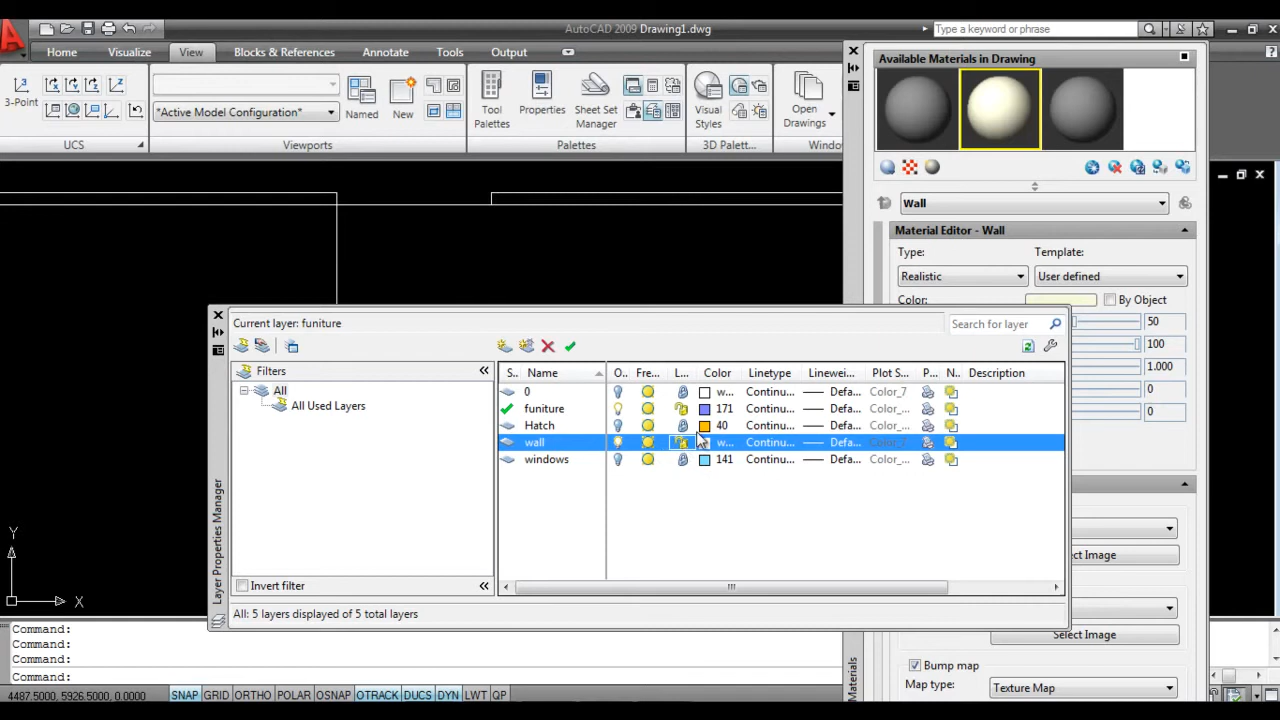 AutoCAD 2009 Drawing1.dwg
Type a keyword or phrase
Home Visualize View Blocks & References Annotate Tools Output
3-Point
*Active Model Configuration*
Named
New
Tool Palettes
Properties
Sheet Set Manager
Visual Styles
Open Drawings
UCS
Viewports
Palettes
3D Palett...
Windo
Available Materials in Drawing
Wall
Material Editor - Wall
Type:
Template:
Realistic
User defined
Color:
By Object
50
100
1.000
0
0
ct Image
Select Image
Bump map
Map type:
Texture Map
Materials
Current layer: funiture
Search for layer
Filters
All
All Used Layers
Invert filter
S.. Name O.. Fre... L... Color Linetype Linewei... Plot S... P... N.. Description
0 w... Continu... Defa... Color_7
funiture 171 Continu... Defa... Color_...
Hatch 40 Continu... Defa... Color_...
wall w... Continu... Defa... Color_7
windows 141 Continu... Defa... Color_...
All: 5 layers displayed of 5 total layers
Layer Properties Manager
Y
X
Command:
Command:
Command:
Command:
4487.5000, 5926.5000, 0.0000 SNAP GRID ORTHO POLAR OSNAP OTRACK DUCS DYN LWT QP